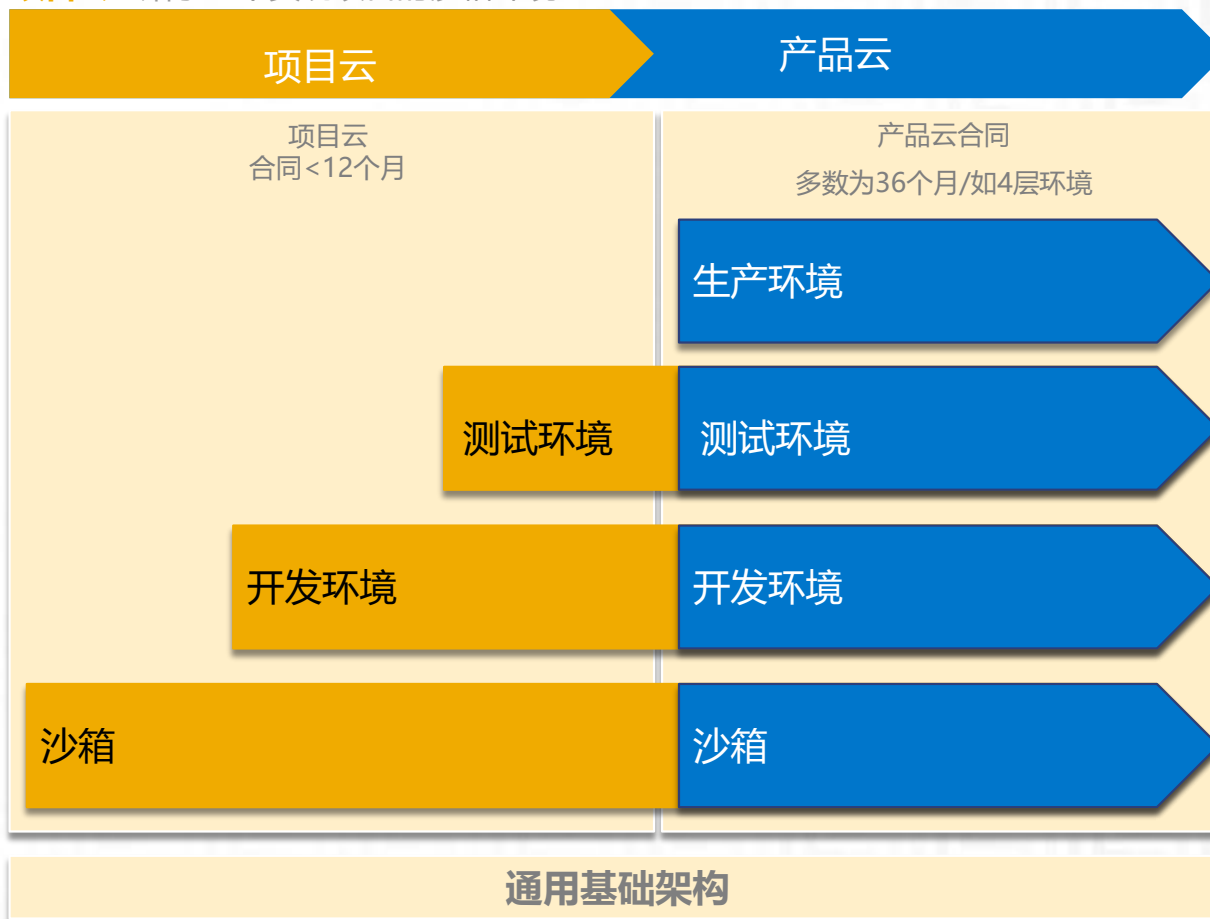 项目云
产品云
项目云
合同<12个月
产品云合同
多数为36个月/如4层环境
生产环境
测试环境
测试环境
开发环境
开发环境
沙箱
沙箱
通用基础架构